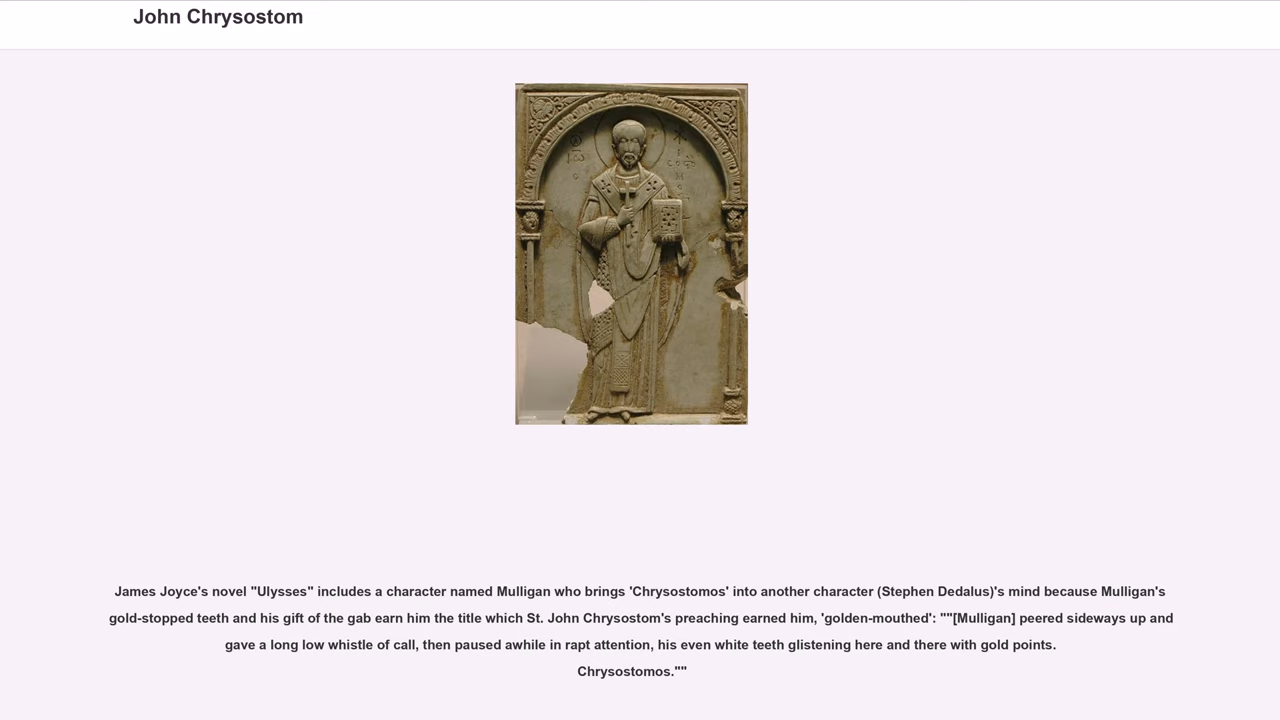 John Chrysostom
James Joyce's novel "Ulysses" includes a character named Mulligan who brings 'Chrysostomos' into another character (Stephen Dedalus)'s mind because Mulligan's
gold-stopped teeth and his gift of the gab earn him the title which St. John Chrysostom's preaching earned him, 'golden-mouthed': ""[Mulligan] peered sideways up and
gave a long low whistle of call, then paused awhile in rapt attention, his even white teeth glistening here and there with gold points.
Chrysostomos.""